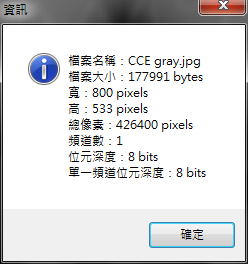 資訊
檔案名稱：CCE gray.jpg
檔案大小：177991 bytes
寬：800 pixels
高：533 pixels
總像素：426400 pixels
頻道數：1
位元深度：8 bits
單一頻道位元深度：8 bits
確定